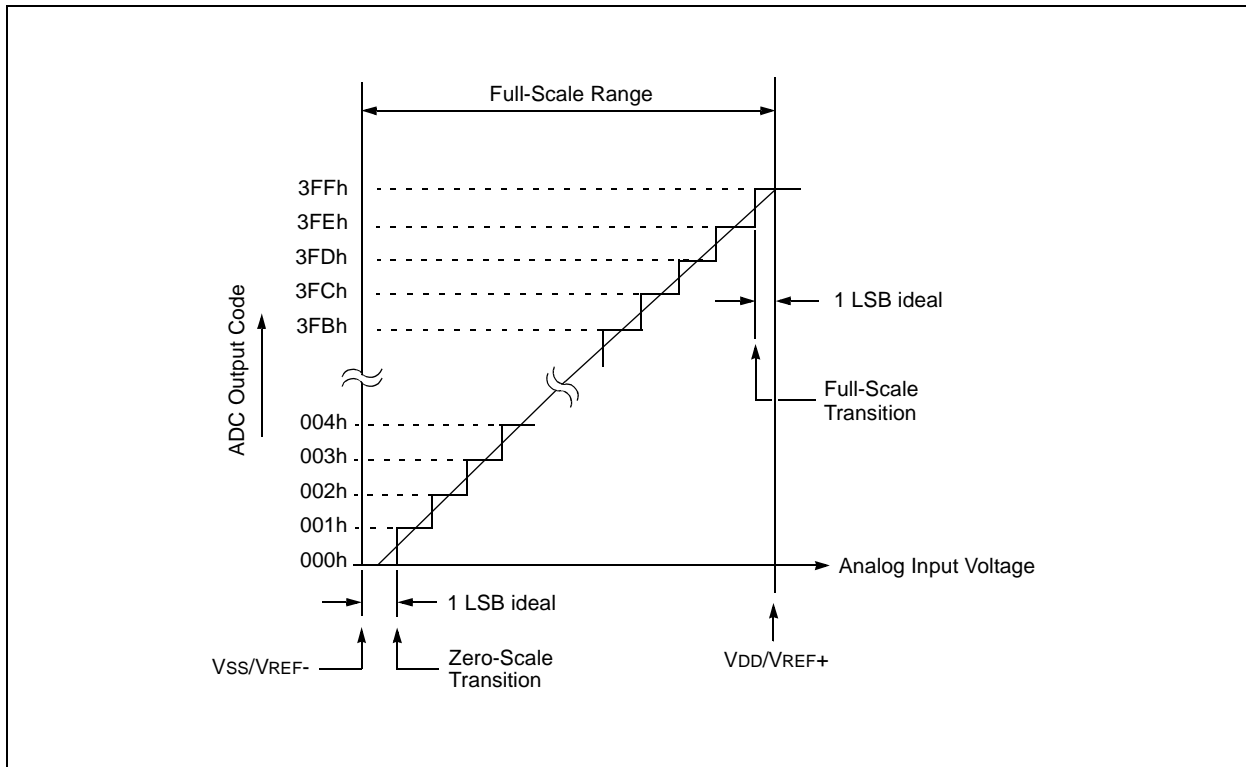 Full-Scale Range
3FFh
3FEh
3FDh
3FCh
3FBh
1 LSB ideal
ADC Output Code
Full-Scale
Transition
004h
003h
002h
001h
000h
Analog Input Voltage
1 LSB ideal
VSS/VREF-
Zero-Scale
Transition
VDD/VREF+